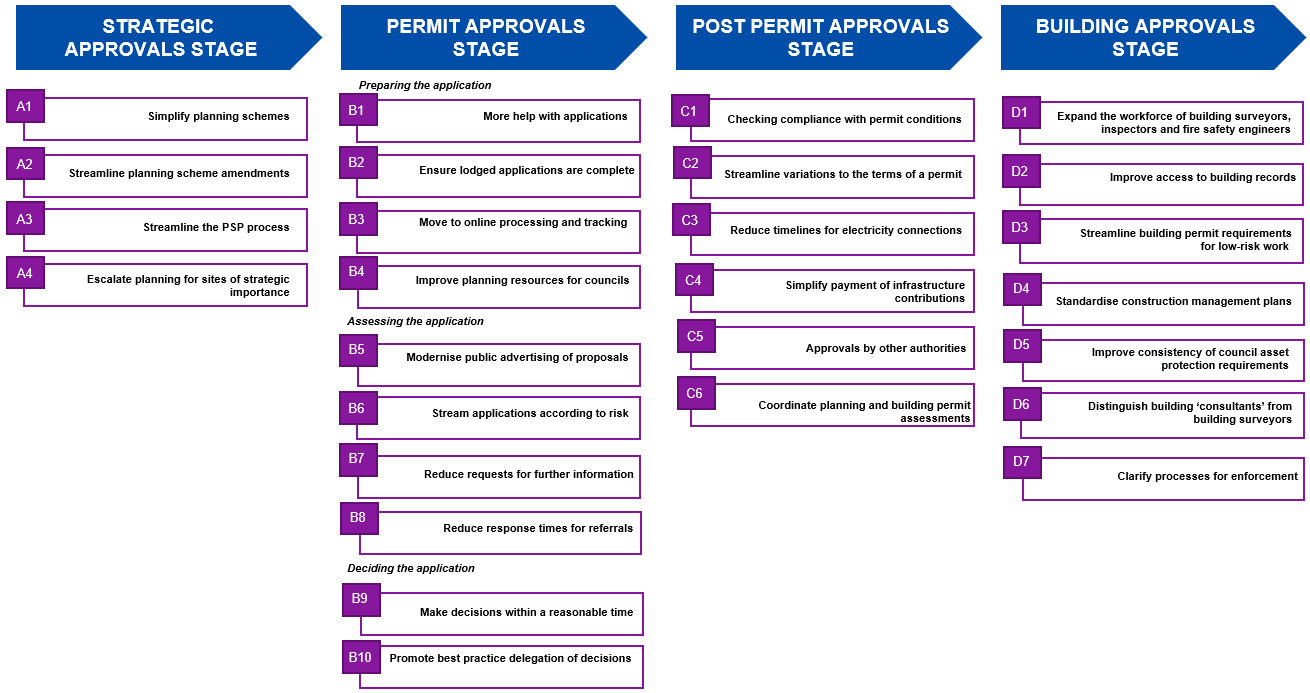 STRATEGIC
APPROVALS STAGE
A1
Simplify planning schemes
A2
Streamline planning scheme amendments
A3
Streamline the PSP process
A4
Escalate planning for sites of strategic
importance
PERMIT APPROVALS
STAGE
Preparing the application
B1
More help with applications
B2
Ensure lodged applications are complete
B3
Move to online processing and tracking
B4
Improve planning resources for councils
Assessing the application
B5
Modernise public advertising of proposals
B6
Stream applications according to risk
B7
Reduce requests for further information
B8
Reduce response times for referrals
Deciding the application
B9
Make decisions within a reasonable time
B10
Promote best practice delegation of decisions
POST PERMIT APPROVALS
STAGE
C1
Checking compliance with permit conditions
C2
Streamline variations to the terms of a permit
C3
Reduce timelines for electricity connections
C4
Simplify payment of infrastructure
contributions
C5
Approvals by other authorities
C6
Coordinate planning and building permit
assessments
BUILDING APPROVALS
STAGE
D1
Expand the workforce of building surveyors,
inspectors and fire safety engineers
D2
Improve access to building records
D3
Streamline building permit requirements
for low-risk work
D4
Standardise construction management plans
D5
Improve consistency of council asset
protection requirements
D6
Distinguish building ‘consultants’ from
building surveyors
D7
Clarify processes for enforcement